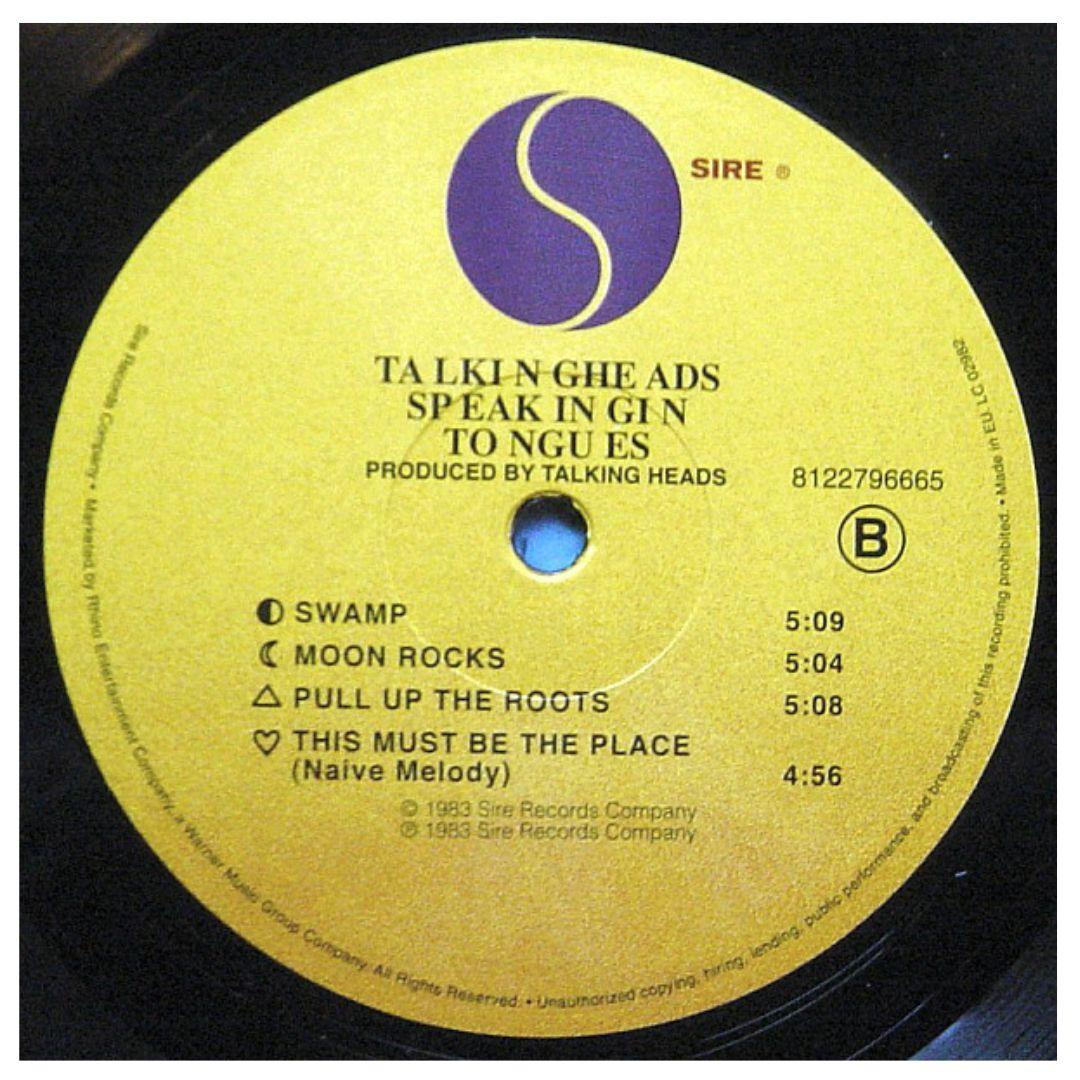 SIRE ®
TA LKI N GHE ADS
SP EAK IN GI N
TO NGU ES
PRODUCED BY TALKING HEADS
8122796665
B
SWAMP 5:09
MOON ROCKS 5:04
PULL UP THE ROOTS 5:08
THIS MUST BE THE PLACE
(Naive Melody) 4:56
© 1983 Sire Records Company
℗ 1983 Sire Records Company
Sire Records Company • Marketed by Rhino Entertainment Company, a Warner Music Group Company. All Rights Reserved. • Unauthorized copying, hiring, lending, public performance, and broadcasting of this recording prohibited. • Made in EU. LC 02982